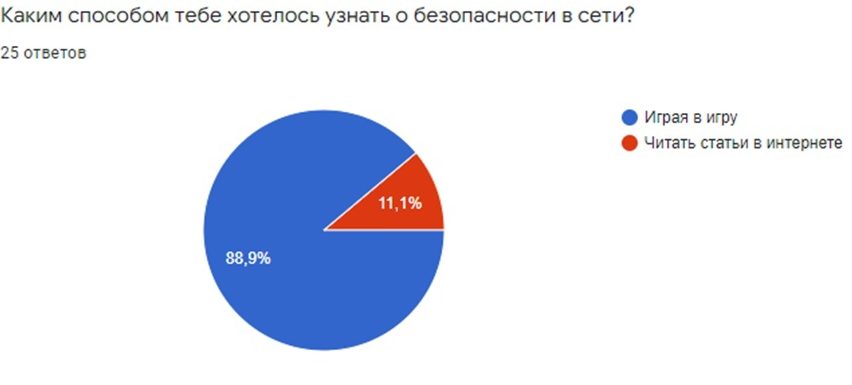 Каким способом тебе хотелось узнать о безопасности в сети?
25 ответов
Играя в игру
Читать статьи в интернете
11,1%
88,9%